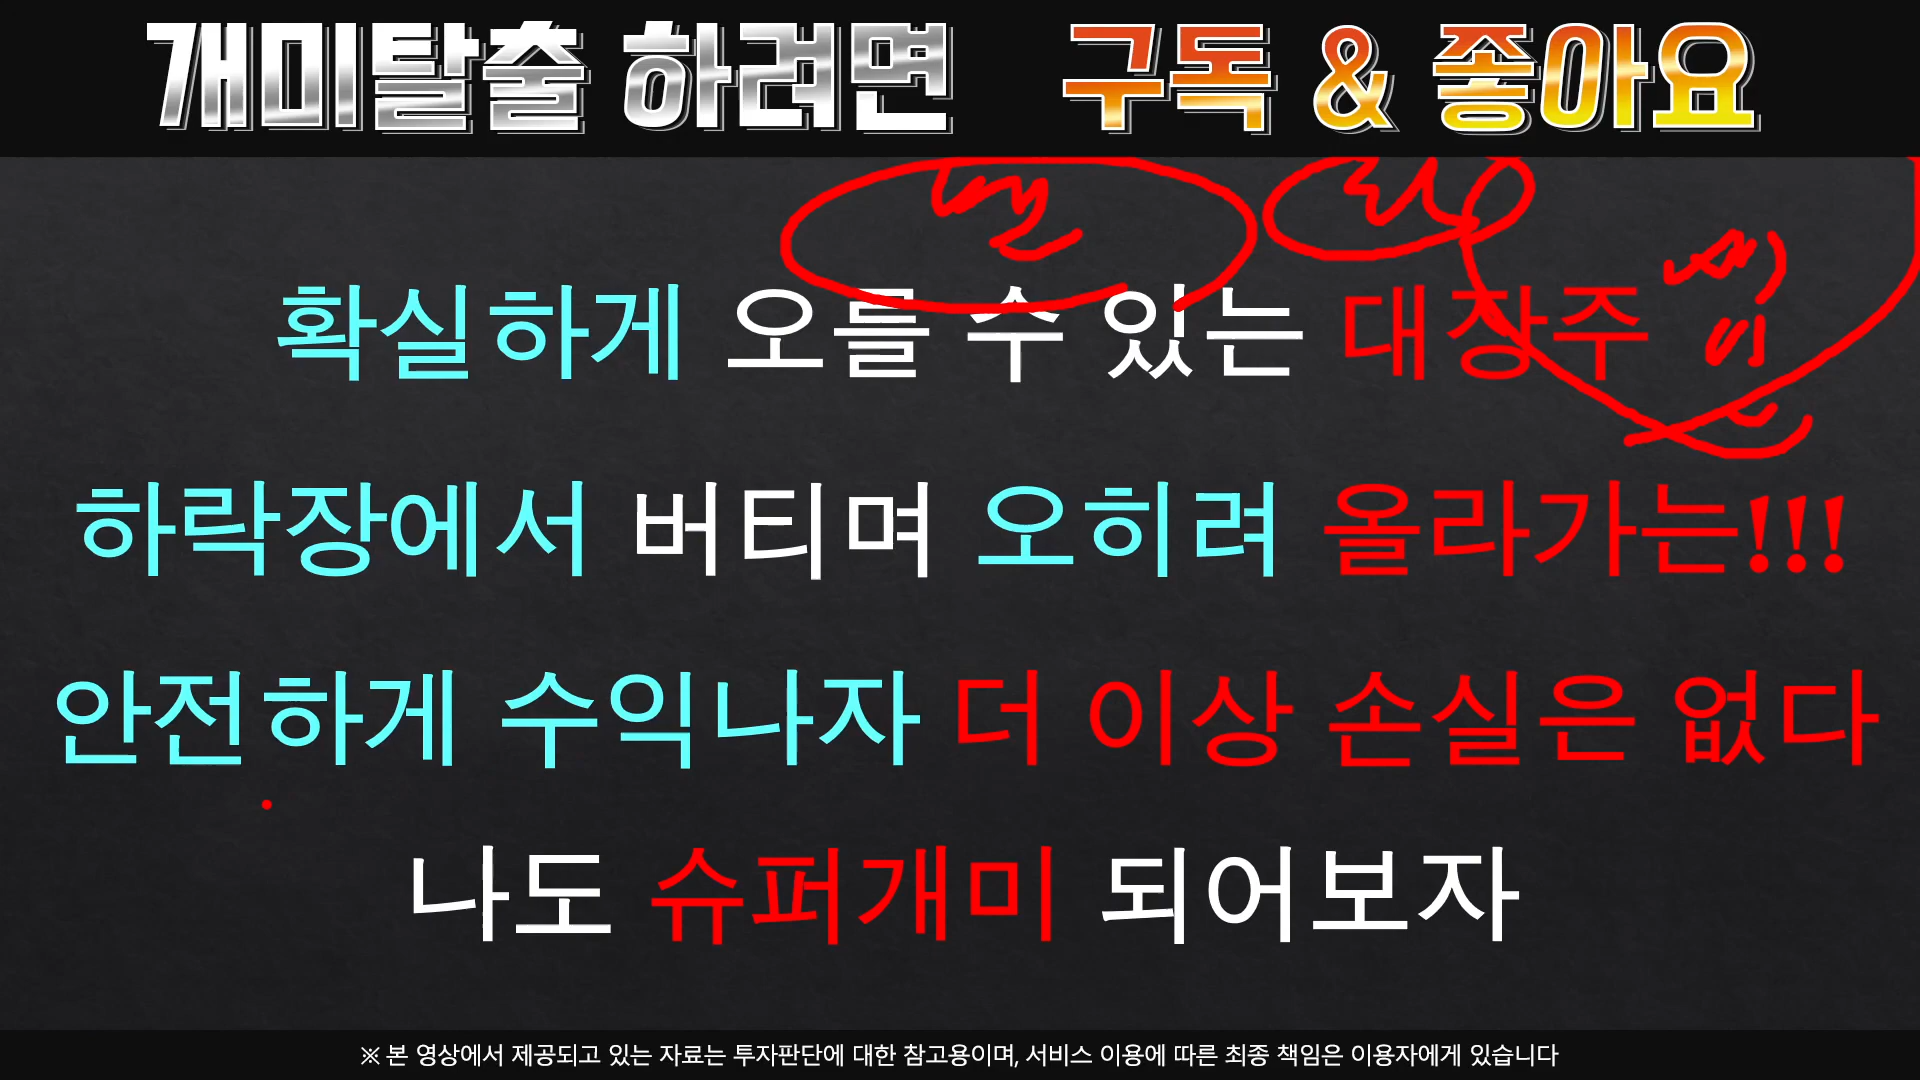 개미탈출 하려면 구독 & 좋아요
확실하게 오를 수 있는 대장주
하락장에서 버티며 오히려 올라가는!!!
안전하게 수익나자 더 이상 손실은 없다
나도 슈퍼개미 되어보자
※ 본 영상에서 제공되고 있는 자료는 투자판단에 대한 참고용이며, 서비스 이용에 따른 최종 책임은 이용자에게 있습니다